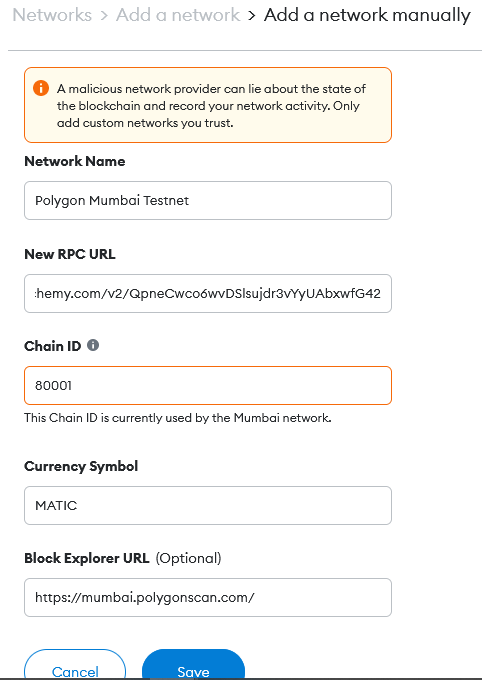 Networks > Add a network > Add a network manually
A malicious network provider can lie about the state of
the blockchain and record your network activity. Only
add custom networks you trust.
Network Name
Polygon Mumbai Testnet
New RPC URL
:hemy.com/v2/QpneCwco6wvDSlsujdr3vYyUAbxwfG42
Chain ID
80001
This Chain ID is currently used by the Mumbai network.
Currency Symbol
MATIC
Block Explorer URL (Optional)
https://mumbai.polygonscan.com/
Cancel Save